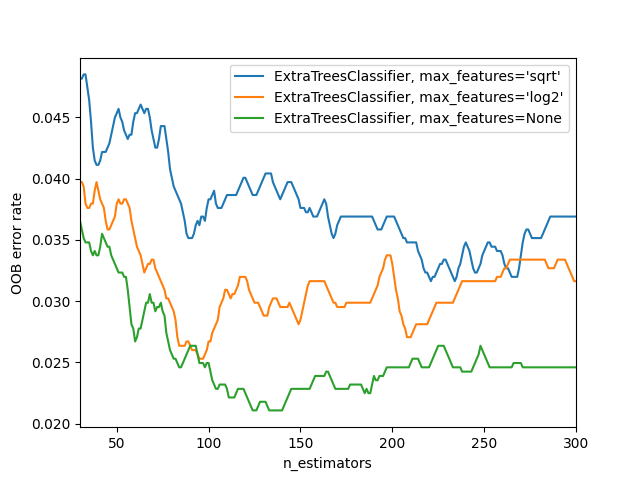 ExtraTreesClassifier, max_features='sqrt'
ExtraTreesClassifier, max_features='log2'
ExtraTreesClassifier, max_features=None
OOB error rate
0.045
0.040
0.035
0.030
0.025
0.020
50 100 150 200 250 300
n_estimators